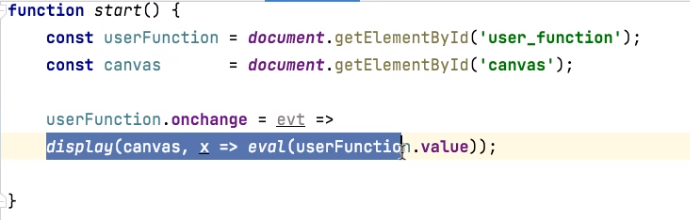 function start() {
    const userFunction = document.getElementById('user_function');
    const canvas       = document.getElementById('canvas');
    userFunction.onchange = evt =>
    display(canvas, x => eval(userFunction.value));
}